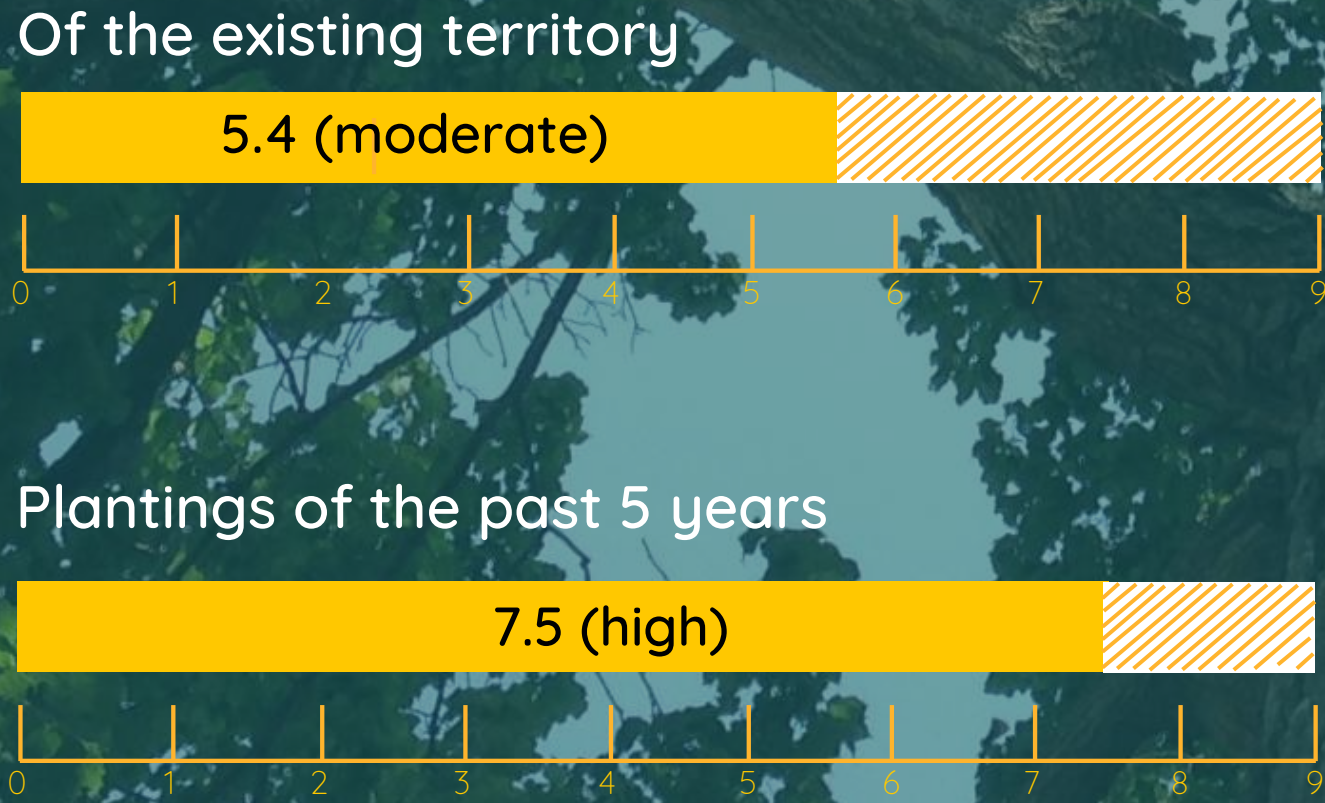 Of the existing territory
5.4 (moderate)
0 1 2 3 4 5 6 7 8 9
Plantings of the past 5 years
7.5 (high)
0 1 2 3 4 5 6 7 8 9